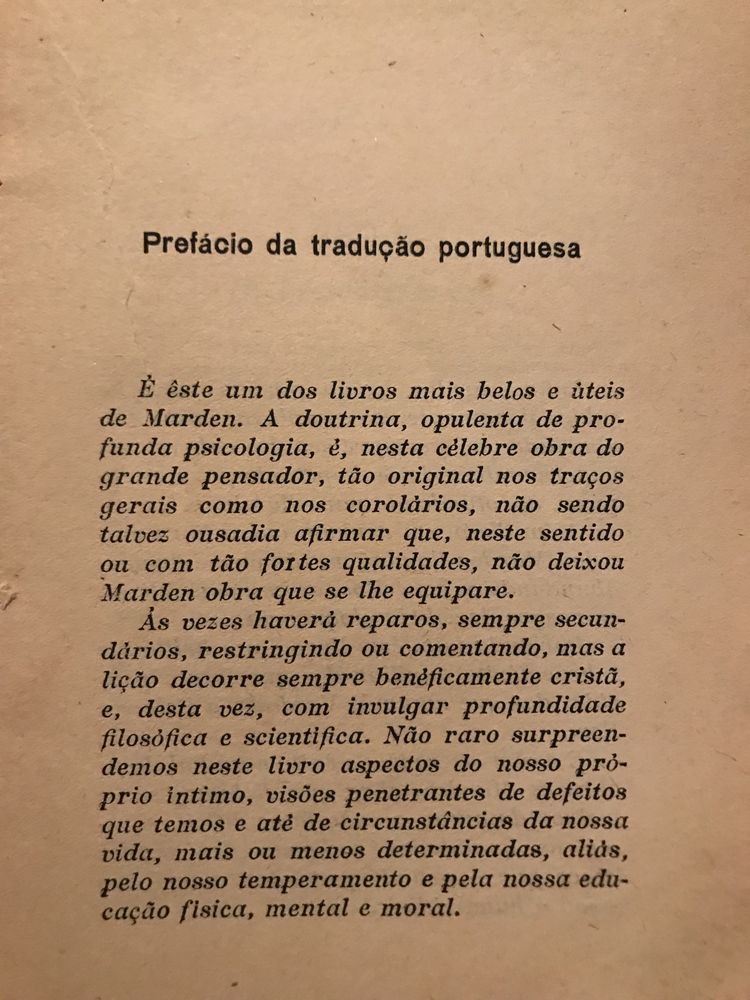 Prefácio da tradução portuguesa
É êste um dos livros mais belos e úteis
de Marden. A doutrina, opulenta de pro-
funda psicologia, é, nesta célebre obra do
grande pensador, tão original nos traços
gerais como nos corolários, não sendo
talvez ousadia afirmar que, neste sentido
ou com tão fortes qualidades, não deixou
Marden obra que se lhe equipare.
Às vezes haverá reparos, sempre secun-
dários, restringindo ou comentando, mas a
lição decorre sempre benéficamente cristã,
e, desta vez, com invulgar profundidade
filosófica e scientífica. Não raro surpreen-
demos neste livro aspectos do nosso pró-
prio íntimo, visões penetrantes de defeitos
que temos e até de circunstâncias da nossa
vida, mais ou menos determinadas, aliás,
pelo nosso temperamento e pela nossa edu-
cação física, mental e moral.